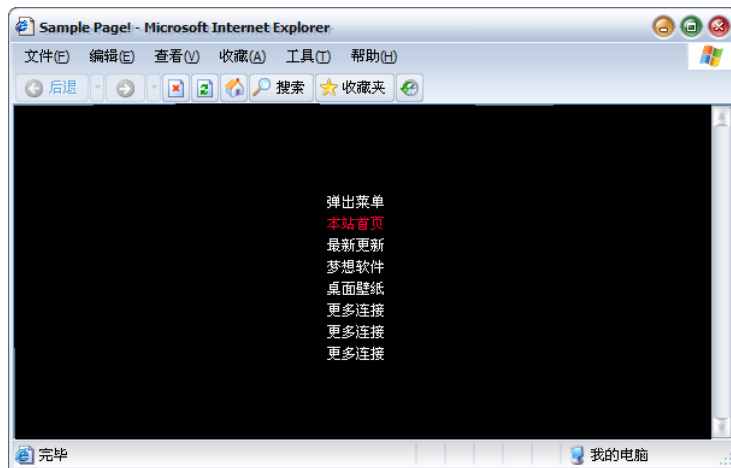 Sample Page! - Microsoft Internet Explorer
文件(F) 编辑(E) 查看(V) 收藏(A) 工具(T) 帮助(H)
后退 搜索 收藏夹
弹出菜单
本站首页
最新更新
梦想软件
桌面壁纸
更多连接
更多连接
更多连接
完毕 我的电脑